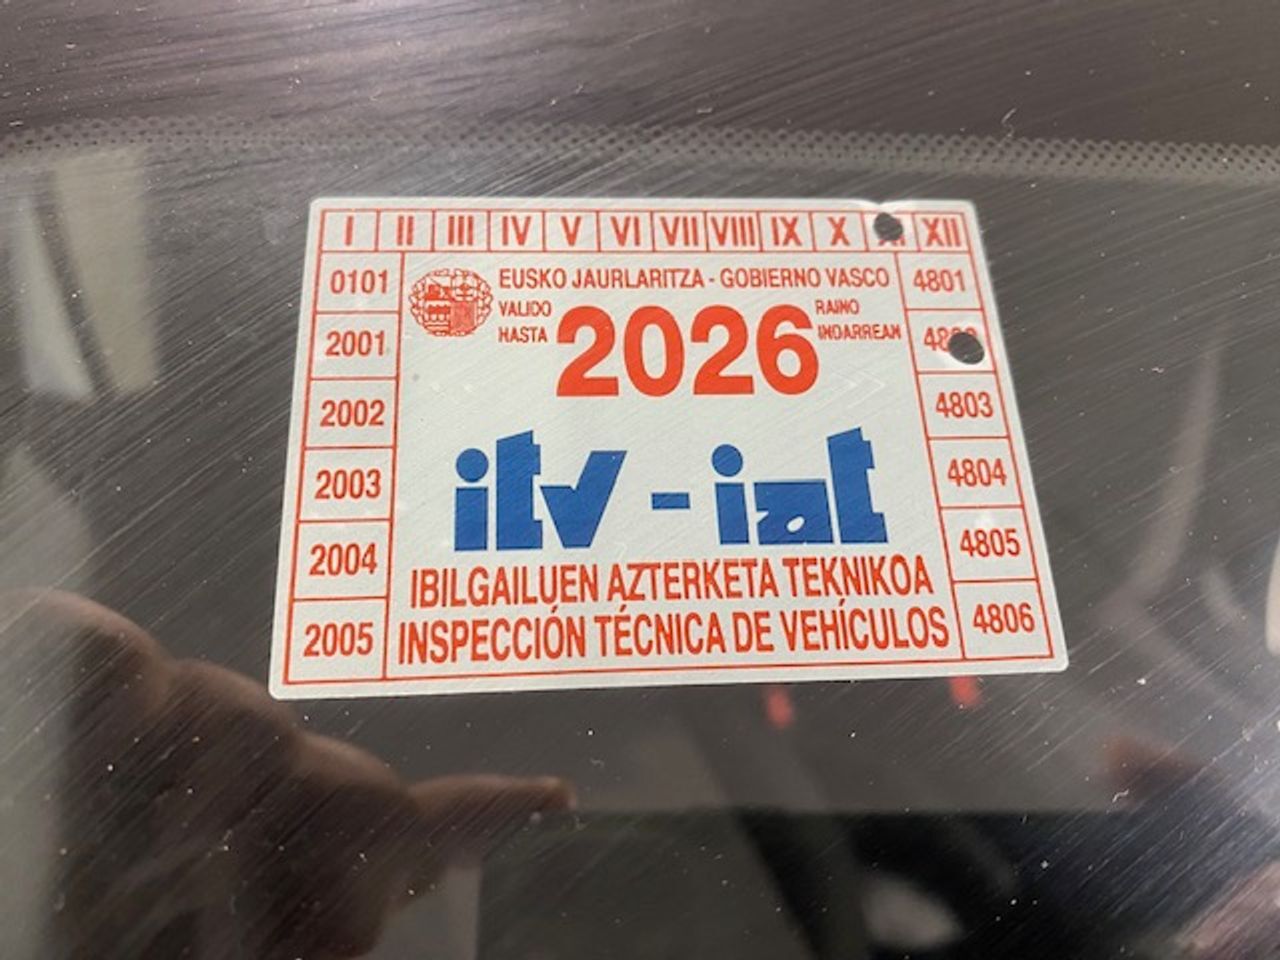 I II III IV V VI VII VIII IX X XII
0101
2001
2002
2003
2004
2005
EUSKO JAURLARITZA - GOBIERNO VASCO
VALIDO HASTA
2026
RAINO INDARREAN
itv - iat
IBILGAILUEN AZTERKETA TEKNIKOA
INSPECCIÓN TÉCNICA DE VEHÍCULOS
4801
4803
4804
4805
4806